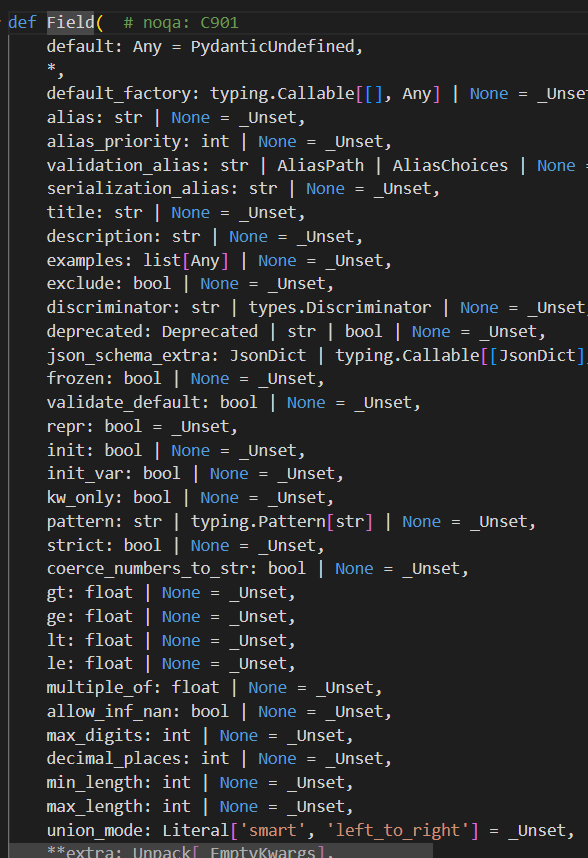 def Field(  # noqa: C901
    default: Any = PydanticUndefined,
    *,
    default_factory: typing.Callable[[], Any] | None = _Unse
    alias: str | None = _Unset,
    alias_priority: int | None = _Unset,
    validation_alias: str | AliasPath | AliasChoices | None =
    serialization_alias: str | None = _Unset,
    title: str | None = _Unset,
    description: str | None = _Unset,
    examples: list[Any] | None = _Unset,
    exclude: bool | None = _Unset,
    discriminator: str | types.Discriminator | None = _Unset,
    deprecated: Deprecated | str | bool | None = _Unset,
    json_schema_extra: JsonDict | typing.Callable[[JsonDict],
    frozen: bool | None = _Unset,
    validate_default: bool | None = _Unset,
    repr: bool = _Unset,
    init: bool | None = _Unset,
    init_var: bool | None = _Unset,
    kw_only: bool | None = _Unset,
    pattern: str | typing.Pattern[str] | None = _Unset,
    strict: bool | None = _Unset,
    coerce_numbers_to_str: bool | None = _Unset,
    gt: float | None = _Unset,
    ge: float | None = _Unset,
    lt: float | None = _Unset,
    le: float | None = _Unset,
    multiple_of: float | None = _Unset,
    allow_inf_nan: bool | None = _Unset,
    max_digits: int | None = _Unset,
    decimal_places: int | None = _Unset,
    min_length: int | None = _Unset,
    max_length: int | None = _Unset,
    union_mode: Literal['smart', 'left_to_right'] = _Unset,
    **extra: Unpack[_EmptyKwargs],